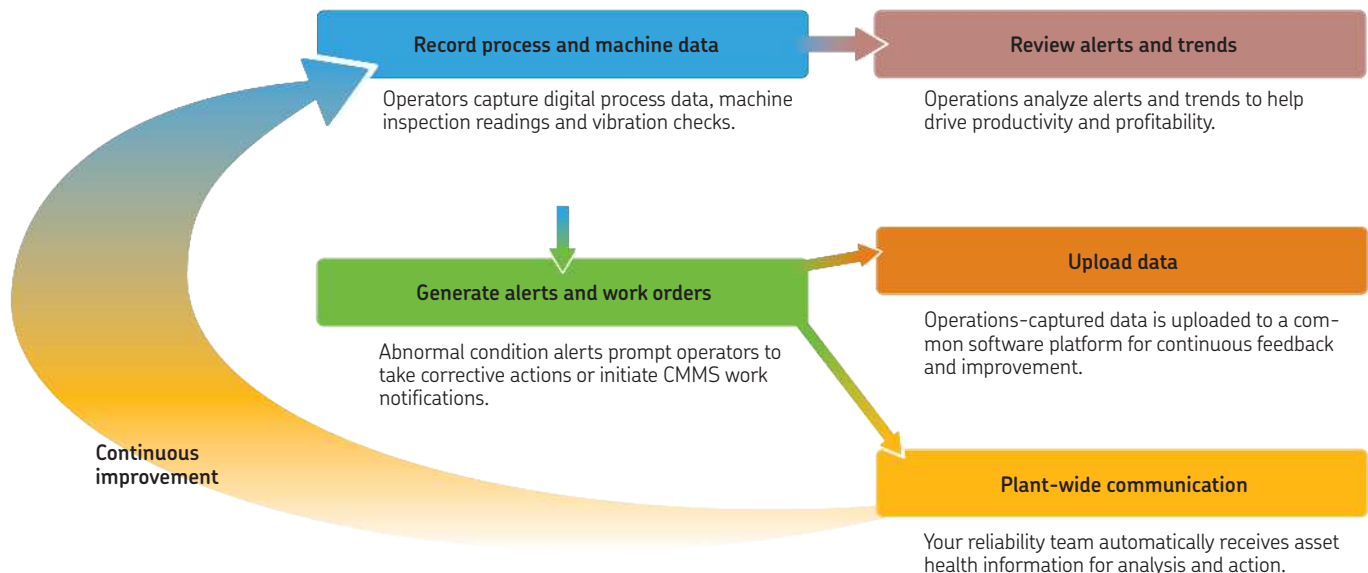 Record process and machine data
Operators capture digital process data, machine
inspection readings and vibration checks.
Review alerts and trends
Operations analyze alerts and trends to help
drive productivity and profitability.
Generate alerts and work orders
Abnormal condition alerts prompt operators to
take corrective actions or initiate CMMS work
notifications.
Upload data
Operations-captured data is uploaded to a com-
mon software platform for continuous feedback
and improvement.
Continuous
improvement
Plant-wide communication
Your reliability team automatically receives asset
health information for analysis and action.